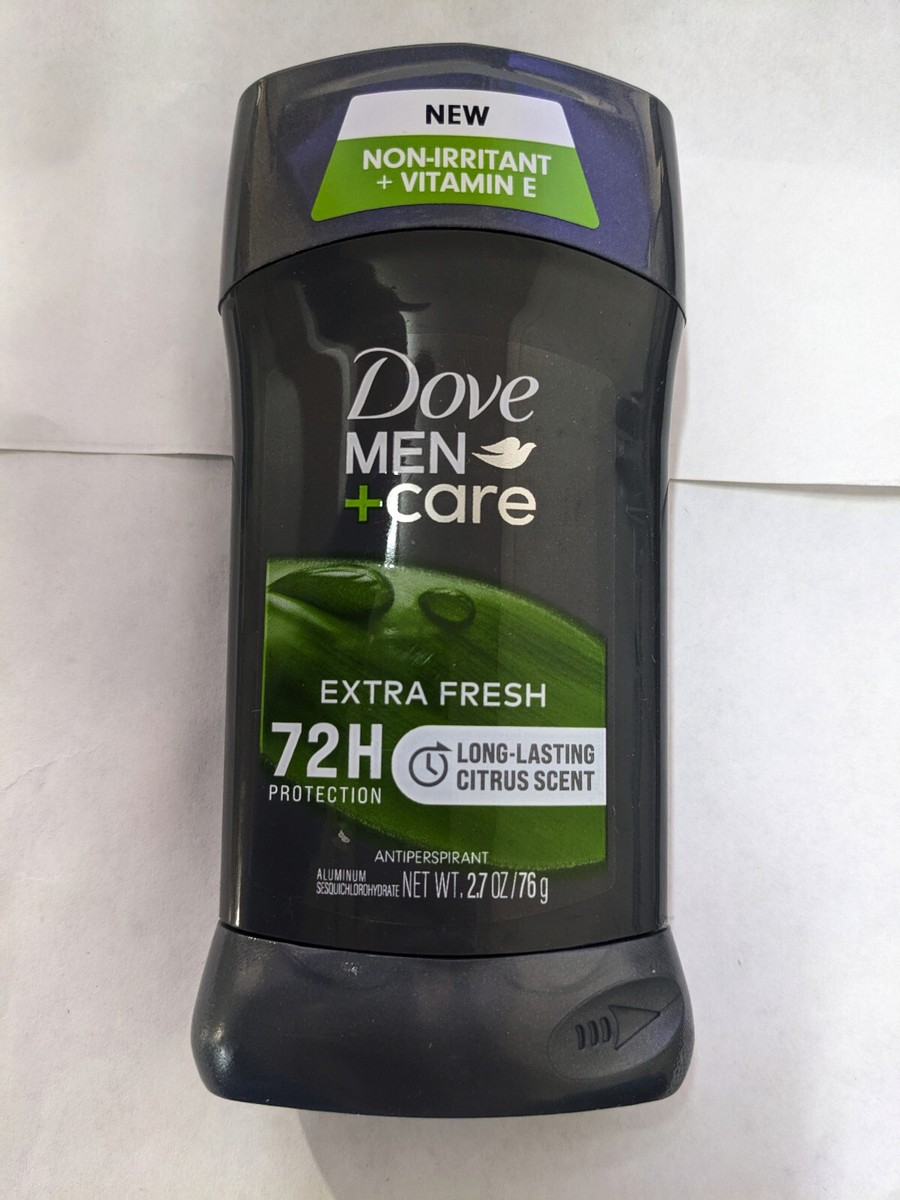 NEW
NON-IRRITANT
+ VITAMIN E
Dove
MEN
+care
EXTRA FRESH
72H
PROTECTION
LONG-LASTING
CITRUS SCENT
ANTIPERSPIRANT
ALUMINUM
SESQUICHLOROHYDRATE
NET WT. 2.7 OZ/76 g